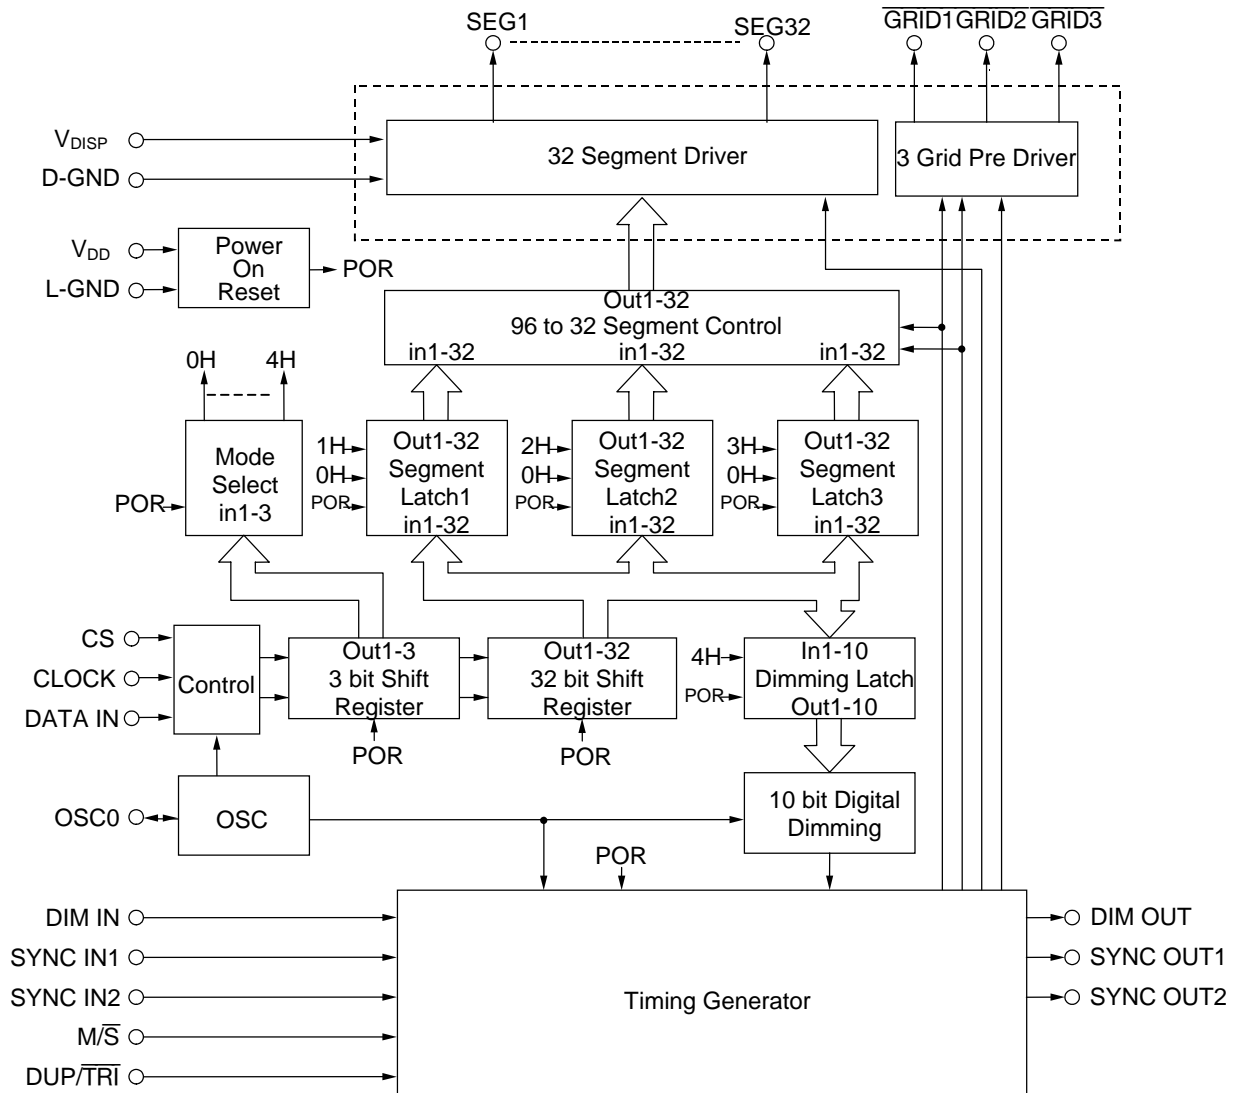 SEG1
SEG32
GRID1 GRID2 GRID3
VDISP
D-GND
32 Segment Driver
3 Grid Pre Driver
VDD
L-GND
Power
On
Reset
POR
Out1-32
96 to 32 Segment Control
in1-32
in1-32
in1-32
0H
4H
Mode
Select
in1-3
POR
1H
0H
POR
Out1-32
Segment
Latch1
in1-32
2H
0H
POR
Out1-32
Segment
Latch2
in1-32
3H
0H
POR
Out1-32
Segment
Latch3
in1-32
CS
CLOCK
DATA IN
Control
Out1-3
3 bit Shift
Register
POR
Out1-32
32 bit Shift
Register
POR
4H
POR
In1-10
Dimming Latch
Out1-10
OSC0
OSC
10 bit Digital
Dimming
POR
DIM IN
SYNC IN1
SYNC IN2
M/S
DUP/TRI
Timing Generator
DIM OUT
SYNC OUT1
SYNC OUT2